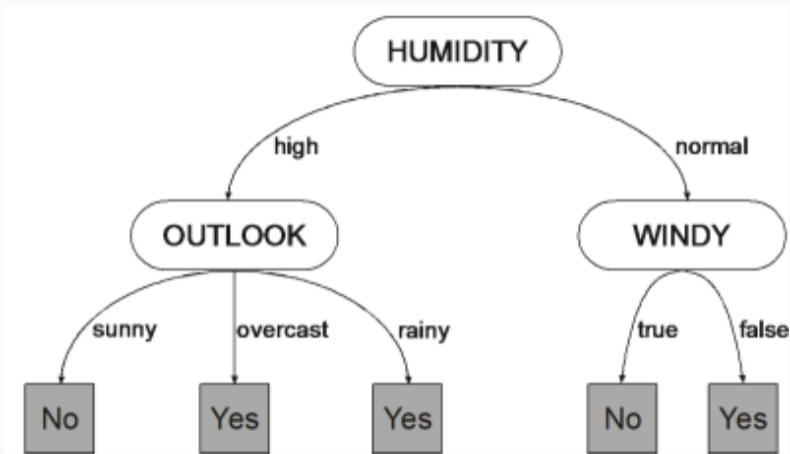 HUMIDITY
high
normal
OUTLOOK
WINDY
sunny
overcast
rainy
true
false
No
Yes
Yes
No
Yes